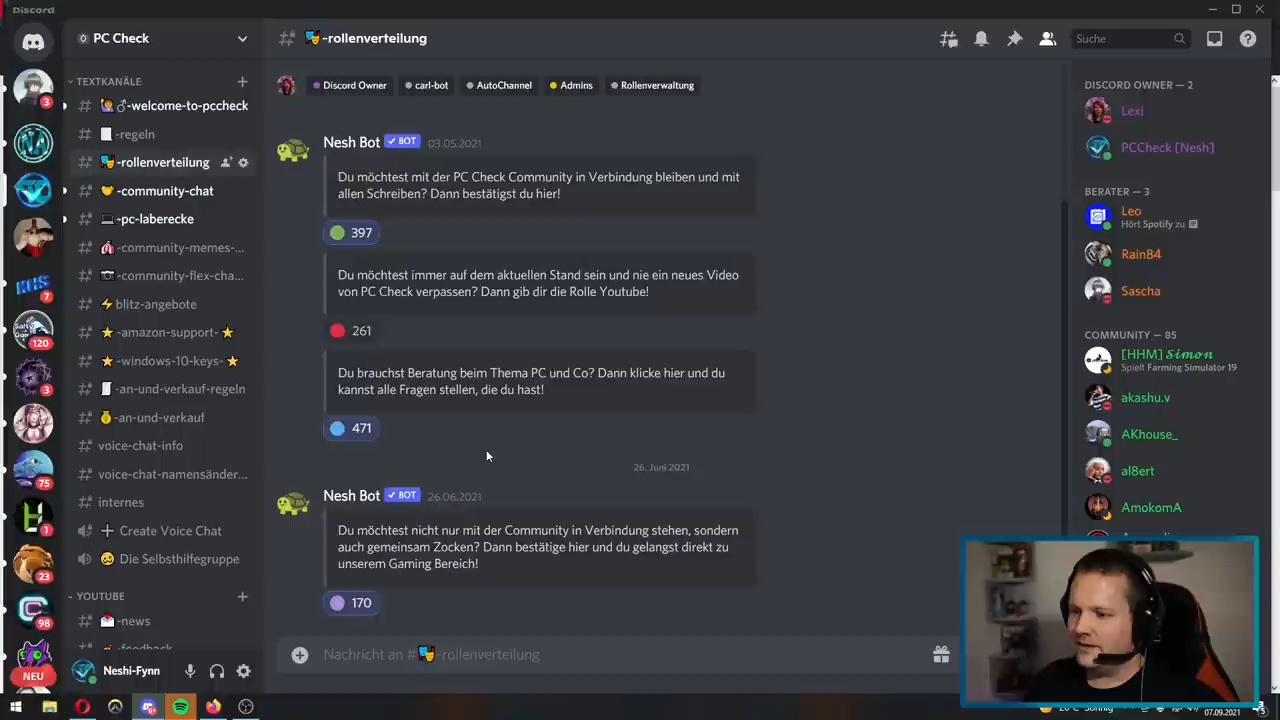 Discord
PC Check
-rollenverteilung
Suche
TEXTKANÄLE
-welcome-to-pccheck
-regeln
-rollenverteilung
-community-chat
-pc-laberecke
-community-memes-...
-community-flex-cha...
blitz-angebote
-amazon-support-
-windows-10-keys-
-an-und-verkauf-regeln
-an-und-verkauf
voice-chat-info
voice-chat-namensänder...
internes
Create Voice Chat
Die Selbsthilfegruppe
YOUTUBE
-news
-feedback
Neshi-Fynn
3
7
120
3
75
1
23
98
NEU
Discord Owner
carl-bot
AutoChannel
Admins
Rollenverwaltung
Nesh Bot BOT 03.05.2021
Du möchtest mit der PC Check Community in Verbindung bleiben und mit
allen Schreiben? Dann bestätigst du hier!
397
Du möchtest immer auf dem aktuellen Stand sein und nie ein neues Video
von PC Check verpassen? Dann gib dir die Rolle Youtube!
261
Du brauchst Beratung beim Thema PC und Co? Dann klicke hier und du
kannst alle Fragen stellen, die du hast!
471
26. Juni 2021
Nesh Bot BOT 26.06.2021
Du möchtest nicht nur mit der Community in Verbindung stehen, sondern
auch gemeinsam Zocken? Dann bestätige hier und du gelangst direkt zu
unserem Gaming Bereich!
170
Nachricht an #-rollenverteilung
DISCORD OWNER — 2
Lexi
PCCheck [Nesh]
BERATER — 3
Leo
Hört Spotify zu
Rain84
Sascha
COMMUNITY — 85
[HHM] 𝓢𝓲𝓶𝓸𝓷
Spielt Farming Simulator 19
akashu.v
AKhouse_
al8ert
AmokomA
07.09.2021